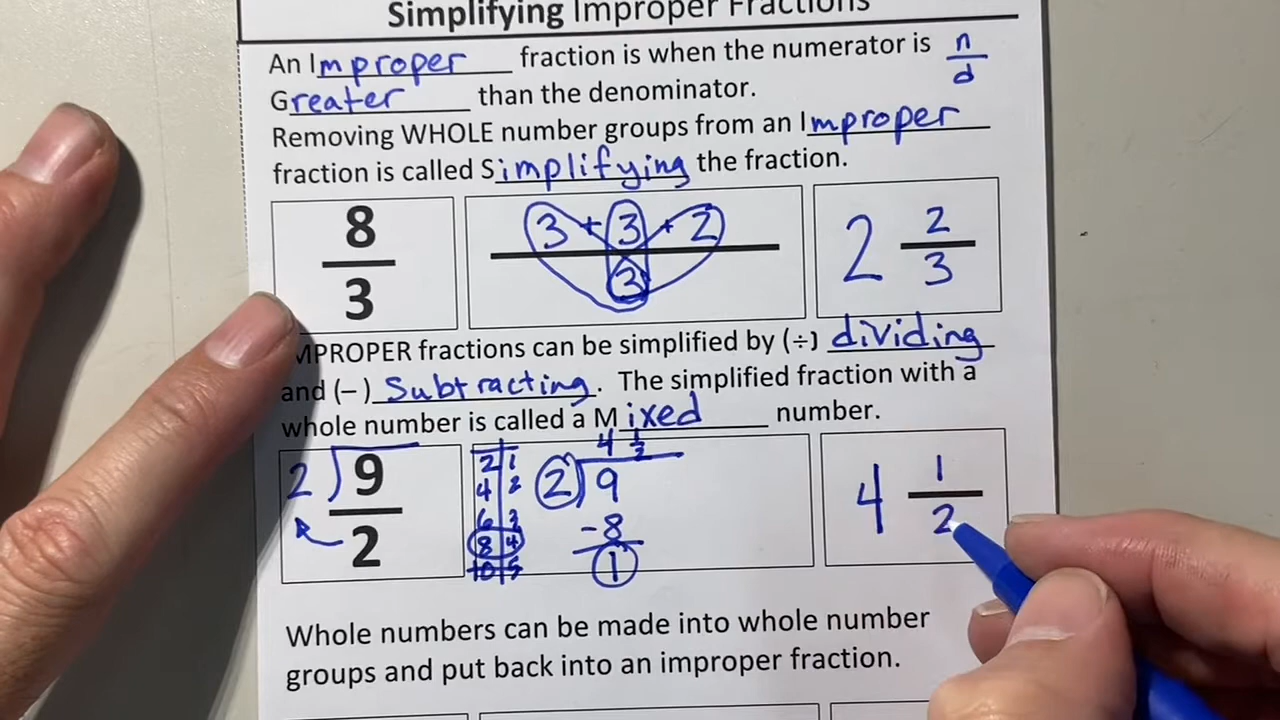 Simplifying Improper Fractions
An Improper fraction is when the numerator is n/d
Greater than the denominator.
Removing WHOLE number groups from an Improper
fraction is called Simplifying the fraction.
8/3
3 + 3 + 2
3
2 2/3
MPROPER fractions can be simplified by (÷) dividing
and (−) Subtracting. The simplified fraction with a
whole number is called a Mixed number.
2 9
2
2 1
4 2
6 3
8 4
10 5
4 1/2
2 9
-8
1
4 1/2
Whole numbers can be made into whole number
groups and put back into an improper fraction.